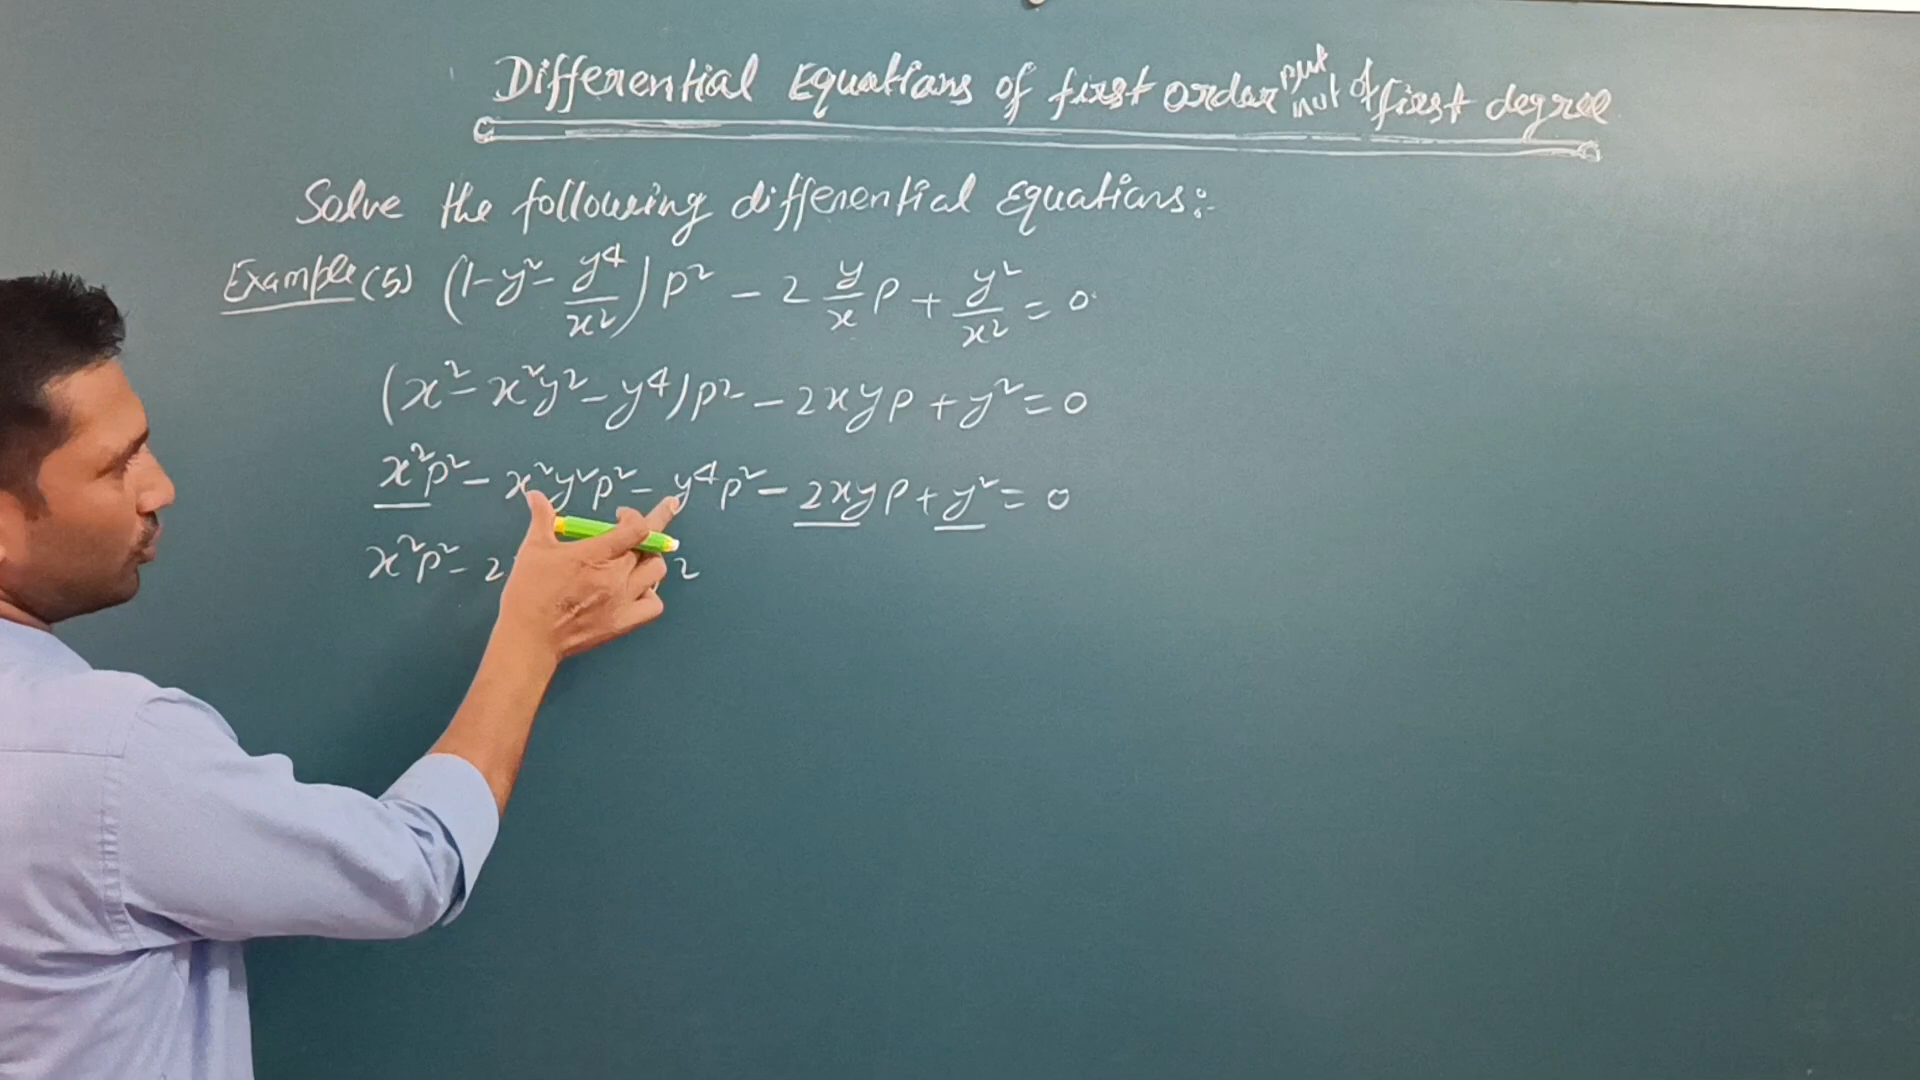 Differential Equations of first order but not of first degree
Solve the following differential Equations:-
Example (5) (1-y²-y⁴/x²)p² - 2 y/x p + y²/x² = 0
(x²-x²y²-y⁴)p² - 2xyp + y² = 0
x²p² - x²y²p² - y⁴p² - 2xyp + y² = 0
x²p² - 2